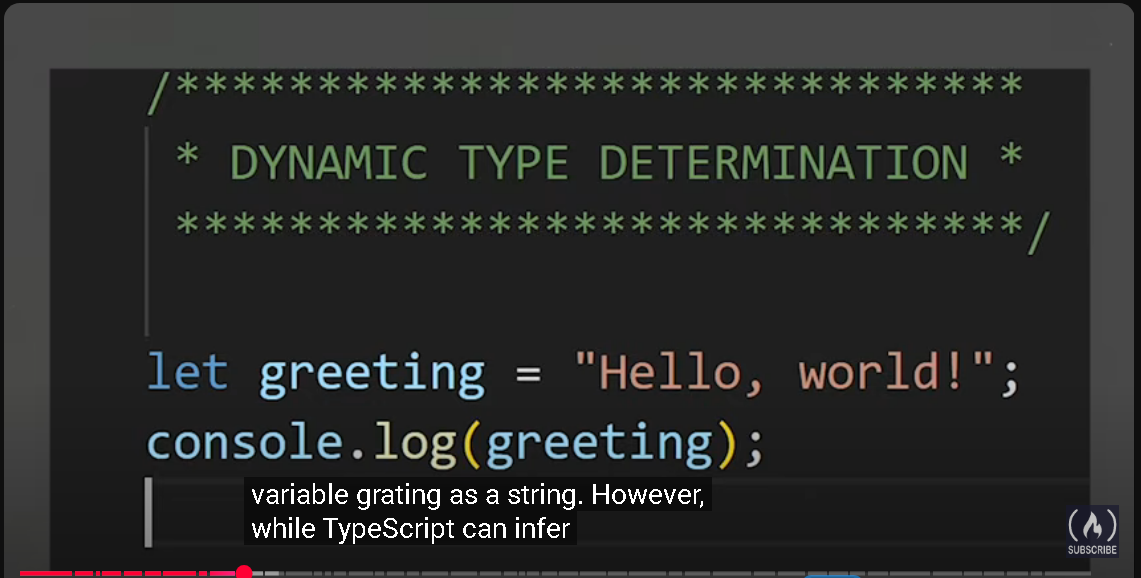 /******************************
* DYNAMIC TYPE DETERMINATION *
******************************/
let greeting = "Hello, world!";
console.log(greeting);
variable grating as a string. However,
while TypeScript can infer
SUBSCRIBE